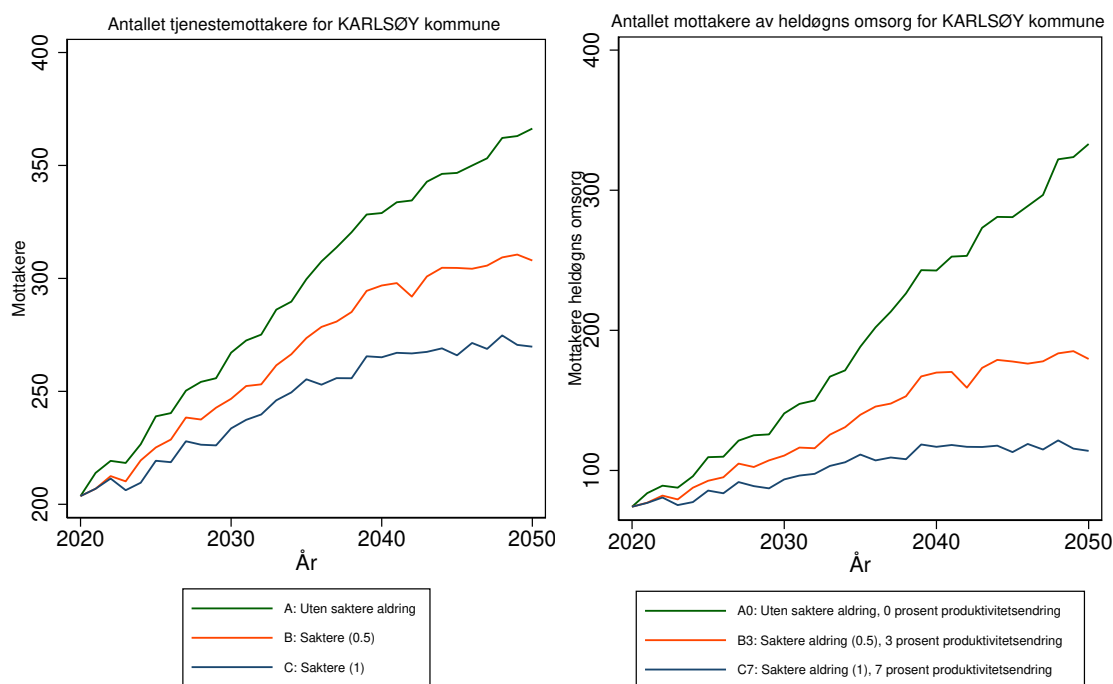 Antallet tjenestemottakere for KARLSØY kommune
400
350
300
250
200
Mottakere
2020
2030
2040
2050
År
A: Uten saktere aldring
B: Saktere (0.5)
C: Saktere (1)
Antallet mottakere av heldøgns omsorg for KARLSØY kommune
400
300
200
100
Mottakere heldøgns omsorg
2020
2030
2040
2050
År
A0: Uten saktere aldring, 0 prosent produktivitetsendring
B3: Saktere aldring (0.5), 3 prosent produktivitetsendring
C7: Saktere aldring (1), 7 prosent produktivitetsendring